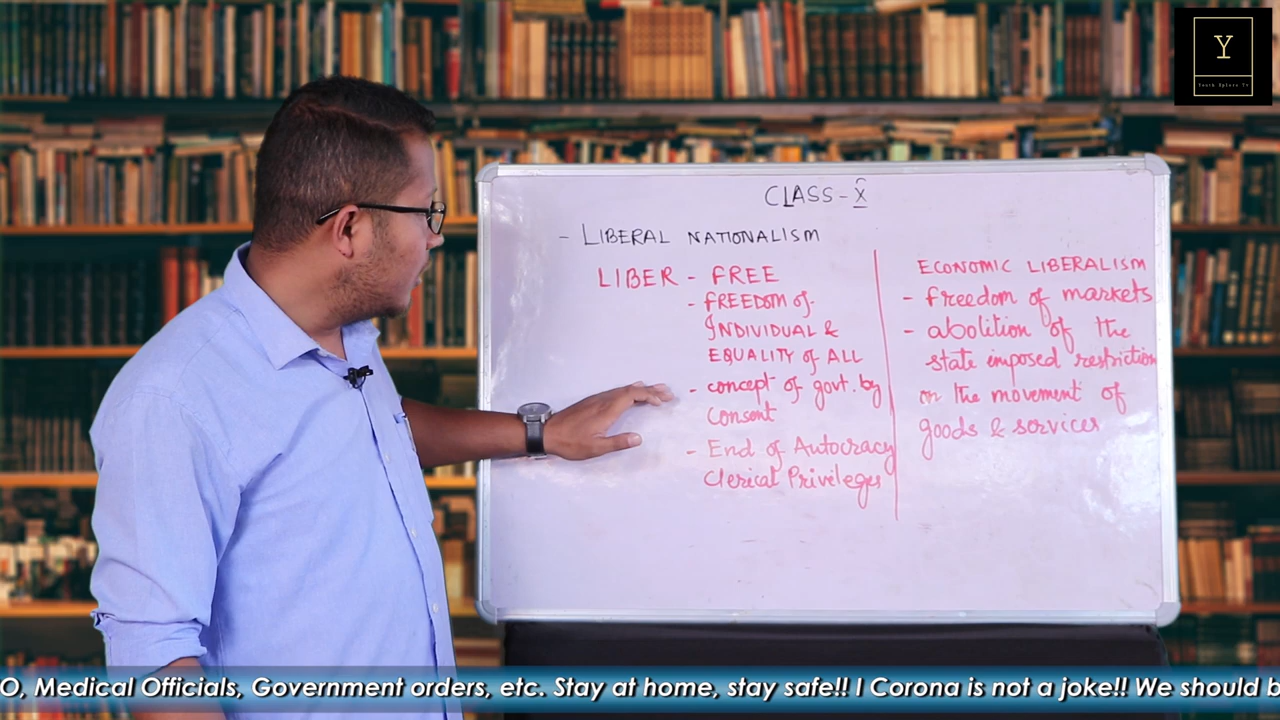 Y
CLASS-X
- LIBERAL NATIONALISM
LIBER - FREE
- FREEDOM of
INDIVIDUAL &
EQUALITY of ALL
- concept of govt. by
consent
- End of Autocracy
Clerical Privileges
ECONOMIC LIBERALISM
- freedom of markets
- abolition of the
state imposed restriction
on the movement of
goods & services
O, Medical Officials, Government orders, etc. Stay at home, stay safe!! I Corona is not a joke!! We should b